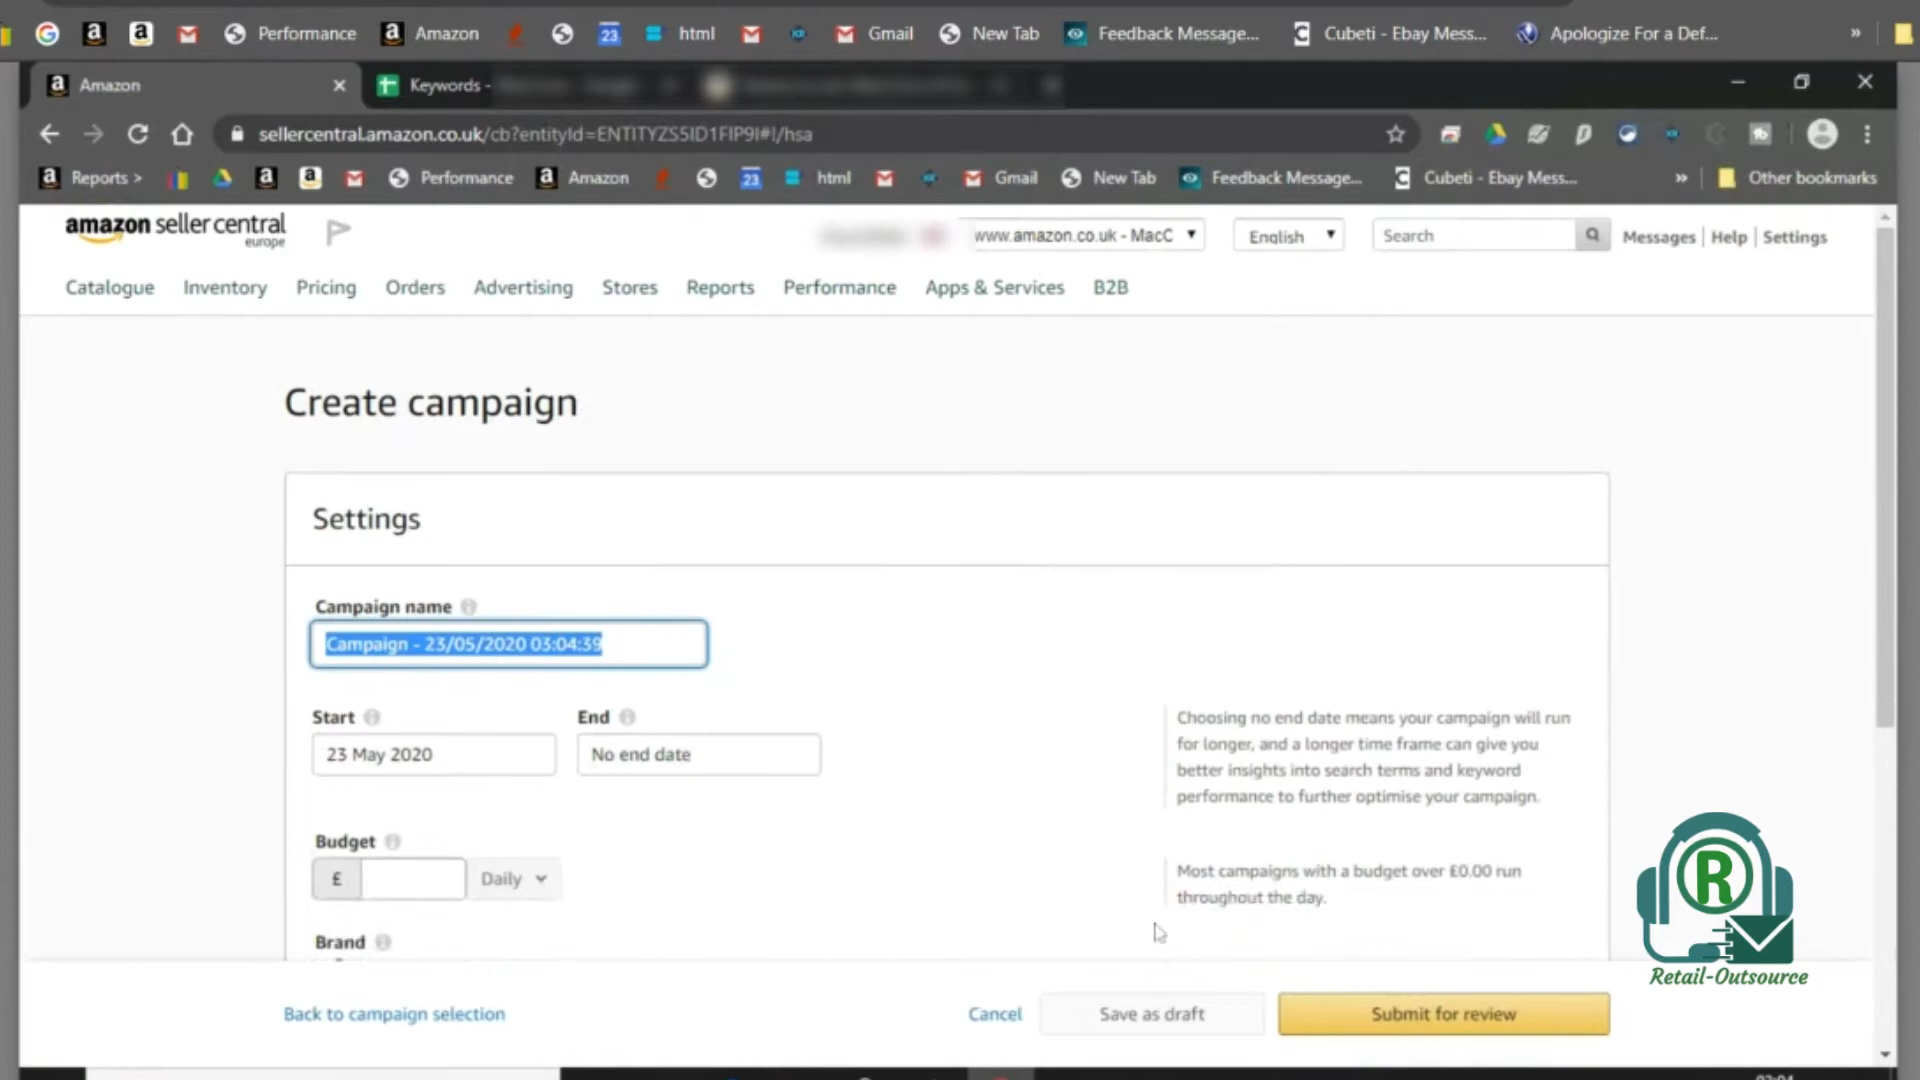 Performance Amazon html Gmail New Tab Feedback Message... Cubeti - Ebay Mess... Apologize For a Def... »
Amazon Keywords -
sellercentral.amazon.co.uk/cb?entityId=ENTITYZS5ID1FIP9I#!/hsa
Reports > Performance Amazon 23 html Gmail New Tab Feedback Message... Cubeti - Ebay Mess... » Other bookmarks
amazon seller central
europe
www.amazon.co.uk - MacC English Search Messages Help Settings
Catalogue Inventory Pricing Orders Advertising Stores Reports Performance Apps & Services B2B
Create campaign
Settings
Campaign name
Campaign - 23/05/2020 03:04:39
Start End
23 May 2020 No end date
Choosing no end date means your campaign will run
for longer, and a longer time frame can give you
better insights into search terms and keyword
performance to further optimise your campaign.
Budget
£ Daily
Most campaigns with a budget over £0.00 run
throughout the day.
Brand
R
Retail-Outsource
Back to campaign selection Cancel Save as draft Submit for review